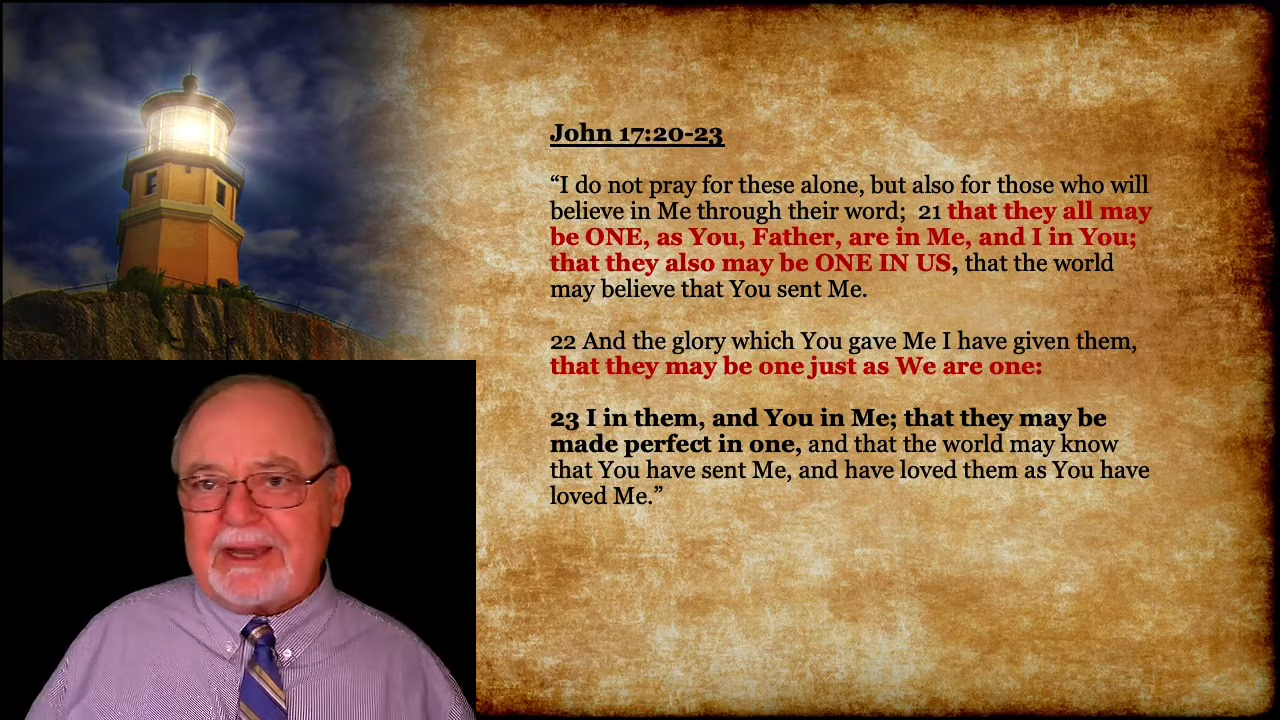 John 17:20-23
“I do not pray for these alone, but also for those who will
believe in Me through their word;  21 that they all may
be ONE, as You, Father, are in Me, and I in You;
that they also may be ONE IN US, that the world
may believe that You sent Me.
22 And the glory which You gave Me I have given them,
that they may be one just as We are one:
23 I in them, and You in Me; that they may be
made perfect in one, and that the world may know
that You have sent Me, and have loved them as You have
loved Me.”